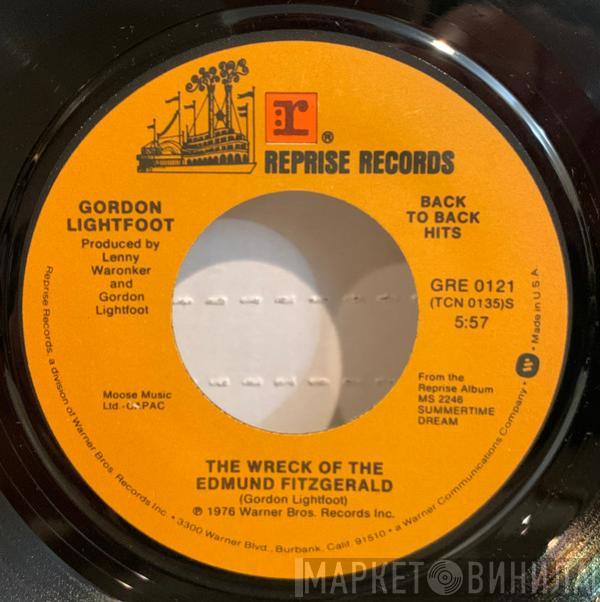 r
®
REPRISE RECORDS
GORDON
LIGHTFOOT
Produced by
Lenny
Waronker
and
Gordon
Lightfoot
BACK
TO BACK
HITS
GRE 0121
(TCN 0135)S
5:57
Moose Music
Ltd.-CAPAC
From the
Reprise Album
MS 2246
SUMMERTIME
DREAM
THE WRECK OF THE
EDMUND FITZGERALD
(Gordon Lightfoot)
℗ 1976 Warner Bros. Records Inc.
Reprise Records, a division of Warner Bros. Records Inc. • 3300 Warner Blvd., Burbank, Calif. 91510 • a Warner Communications Company • W • Made in U.S.A.
МАРКЕТ ВИНИЛА